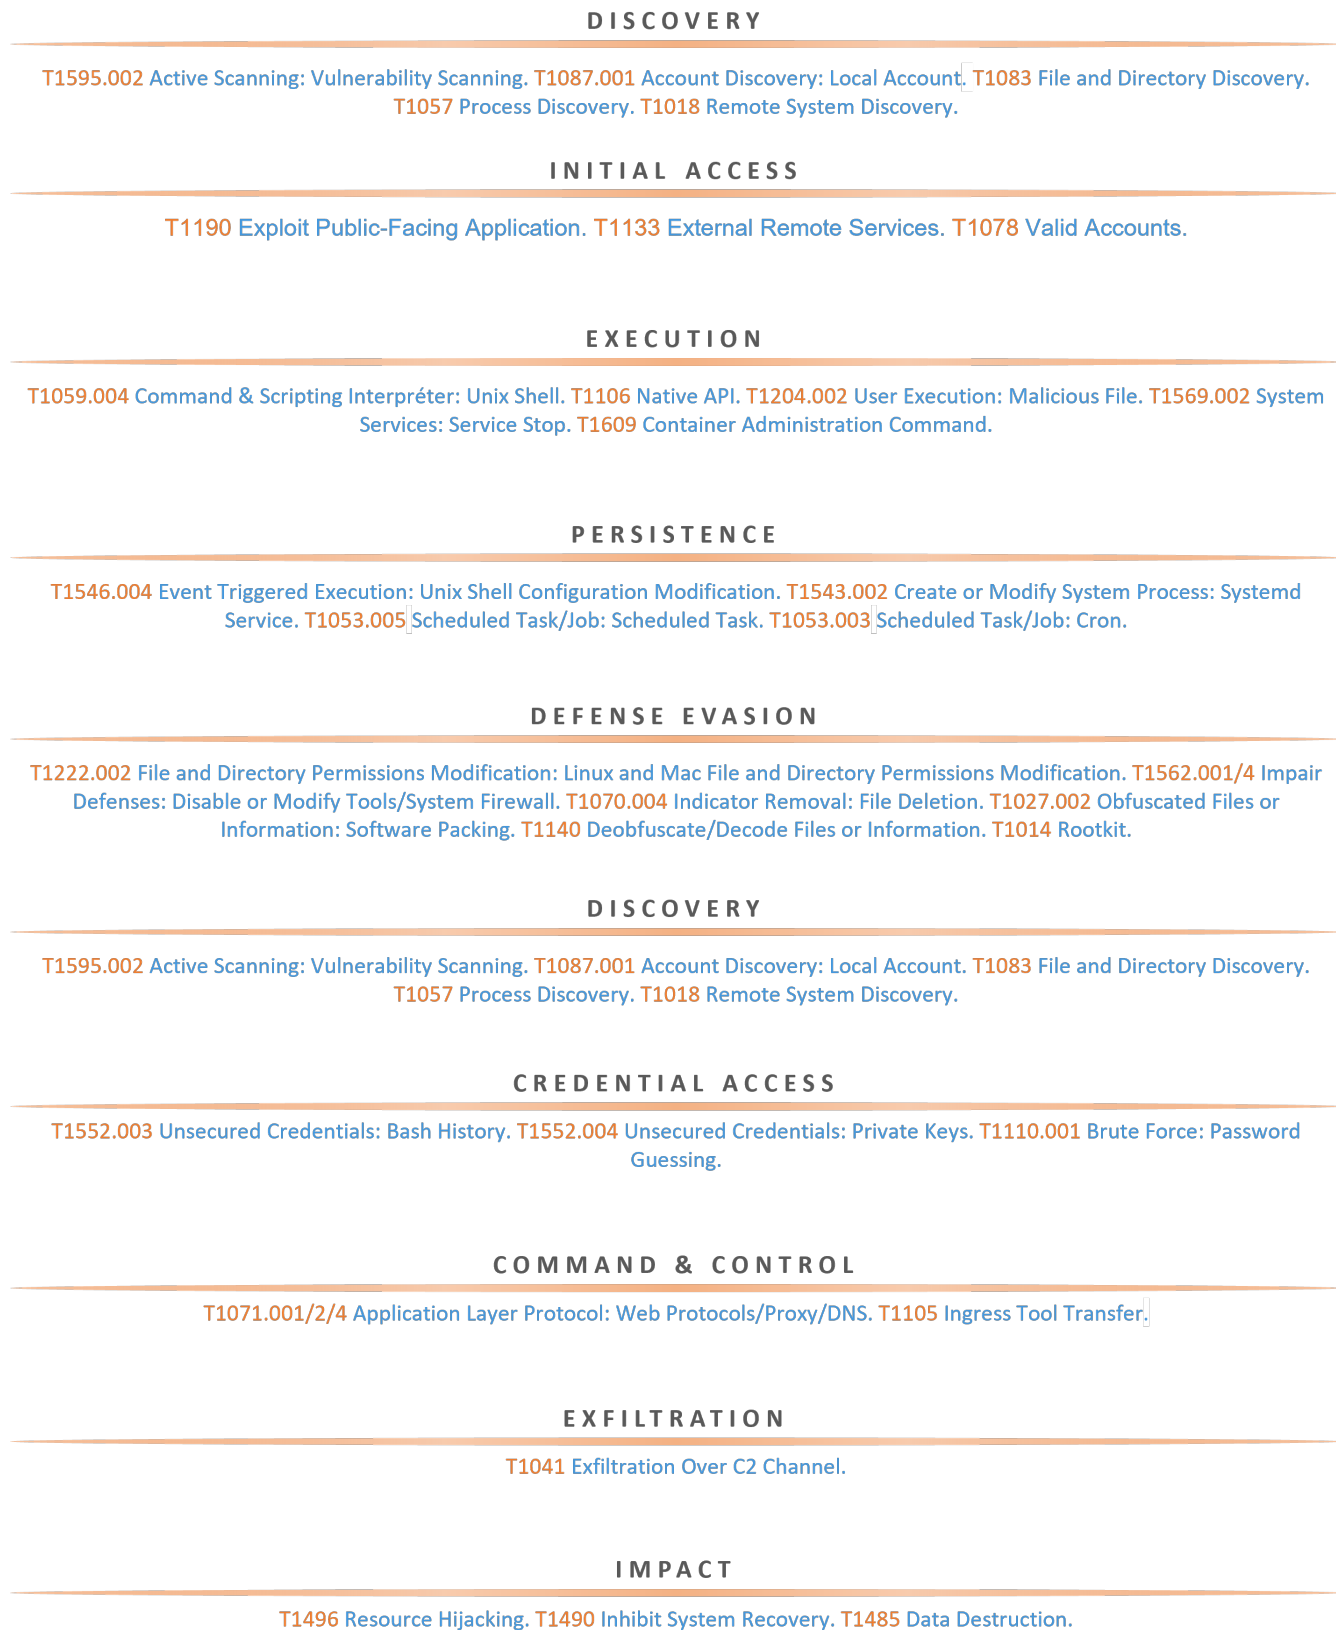 DISCOVERY
T1595.002 Active Scanning: Vulnerability Scanning. T1087.001 Account Discovery: Local Account. T1083 File and Directory Discovery.
T1057 Process Discovery. T1018 Remote System Discovery.
INITIAL ACCESS
T1190 Exploit Public-Facing Application. T1133 External Remote Services. T1078 Valid Accounts.
EXECUTION
T1059.004 Command & Scripting Interpréter: Unix Shell. T1106 Native API. T1204.002 User Execution: Malicious File. T1569.002 System
Services: Service Stop. T1609 Container Administration Command.
PERSISTENCE
T1546.004 Event Triggered Execution: Unix Shell Configuration Modification. T1543.002 Create or Modify System Process: Systemd
Service. T1053.005 Scheduled Task/Job: Scheduled Task. T1053.003 Scheduled Task/Job: Cron.
DEFENSE EVASION
T1222.002 File and Directory Permissions Modification: Linux and Mac File and Directory Permissions Modification. T1562.001/4 Impair
Defenses: Disable or Modify Tools/System Firewall. T1070.004 Indicator Removal: File Deletion. T1027.002 Obfuscated Files or
Information: Software Packing. T1140 Deobfuscate/Decode Files or Information. T1014 Rootkit.
DISCOVERY
T1595.002 Active Scanning: Vulnerability Scanning. T1087.001 Account Discovery: Local Account. T1083 File and Directory Discovery.
T1057 Process Discovery. T1018 Remote System Discovery.
CREDENTIAL ACCESS
T1552.003 Unsecured Credentials: Bash History. T1552.004 Unsecured Credentials: Private Keys. T1110.001 Brute Force: Password
Guessing.
COMMAND & CONTROL
T1071.001/2/4 Application Layer Protocol: Web Protocols/Proxy/DNS. T1105 Ingress Tool Transfer.
EXFILTRATION
T1041 Exfiltration Over C2 Channel.
IMPACT
T1496 Resource Hijacking. T1490 Inhibit System Recovery. T1485 Data Destruction.